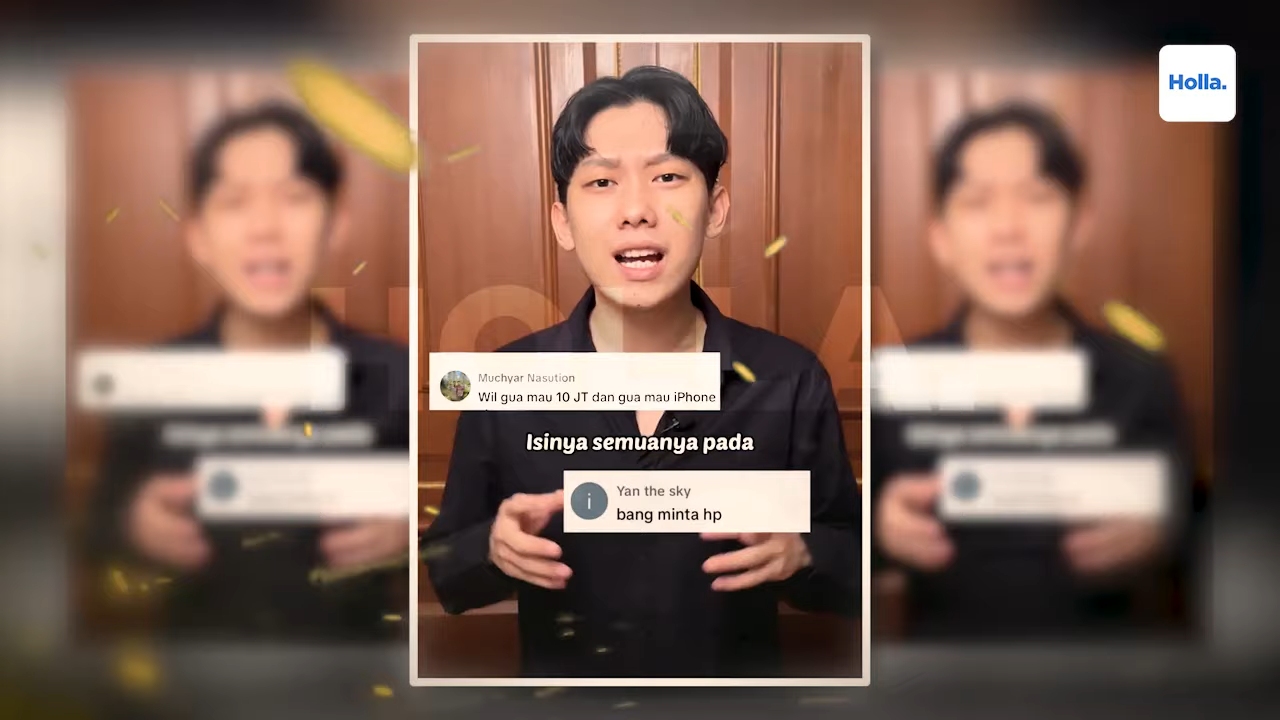 Holla.
HOLLA
Muchyar Nasution
Wil gua mau 10 JT dan gua mau iPhone
Isinya semuanya pada
i
Yan the sky
bang minta hp